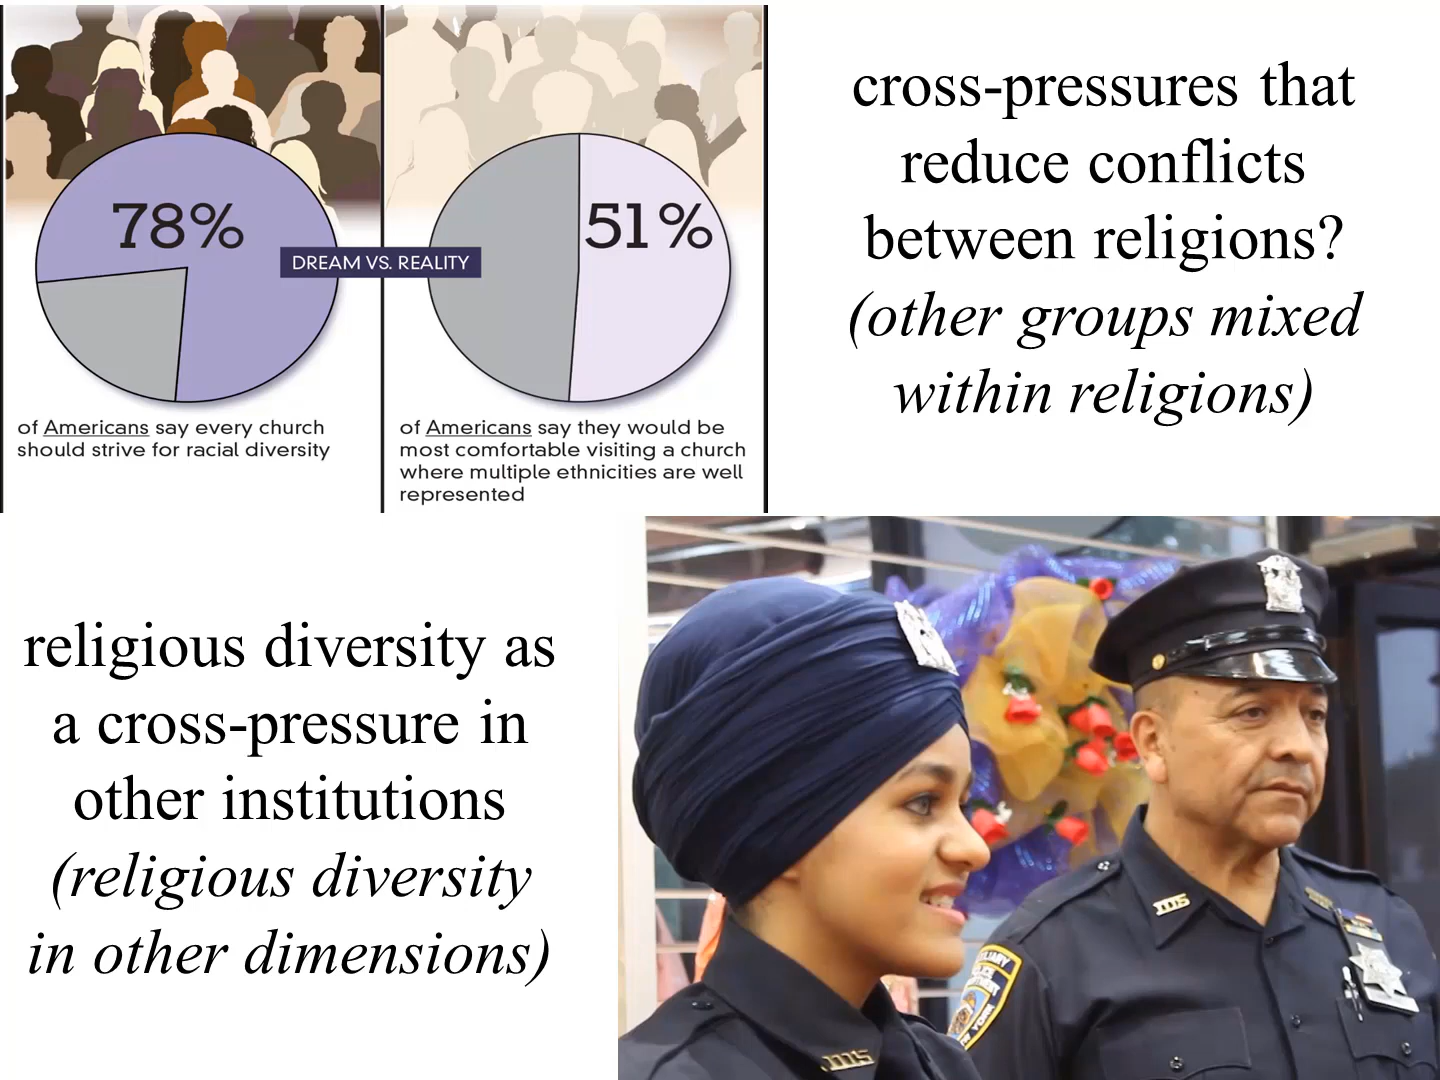 78%
51%
DREAM VS. REALITY
of Americans say every church
should strive for racial diversity
of Americans say they would be
most comfortable visiting a church
where multiple ethnicities are well
represented
cross-pressures that
reduce conflicts
between religions?
(other groups mixed
within religions)
religious diversity as
a cross-pressure in
other institutions
(religious diversity
in other dimensions)
NEW YORK